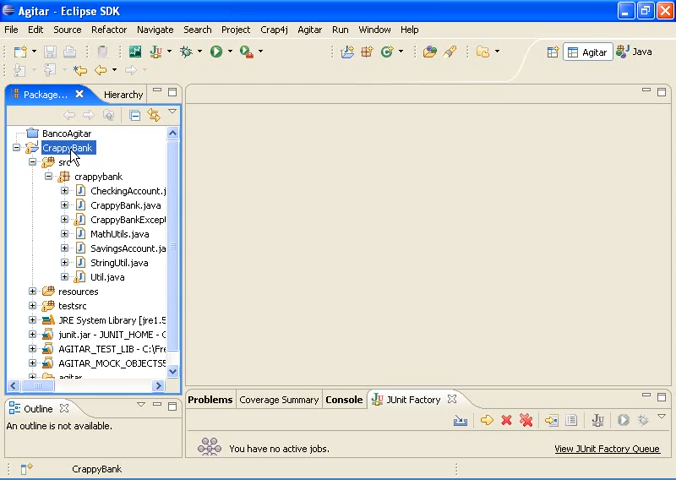 Agitar - Eclipse SDK
File Edit Source Refactor Navigate Search Project Crap4j Agitar Run Window Help
Agitar Java
Package... Hierarchy
BancoAgitar
CrappyBank
src
crappybank
CheckingAccount.j
CrappyBank.java
CrappyBankExcep
MathUtils.java
SavingsAccount.ja
StringUtil.java
Util.java
resources
testsrc
JRE System Library [jre1.5
junit.jar - JUNIT_HOME - C
AGITAR_TEST_LIB - C:\Fre
AGITAR_MOCK_OBJECTS
agitar
Problems Coverage Summary Console JUnit Factory
Outline
An outline is not available.
You have no active jobs. View JUnit Factory Queue
CrappyBank